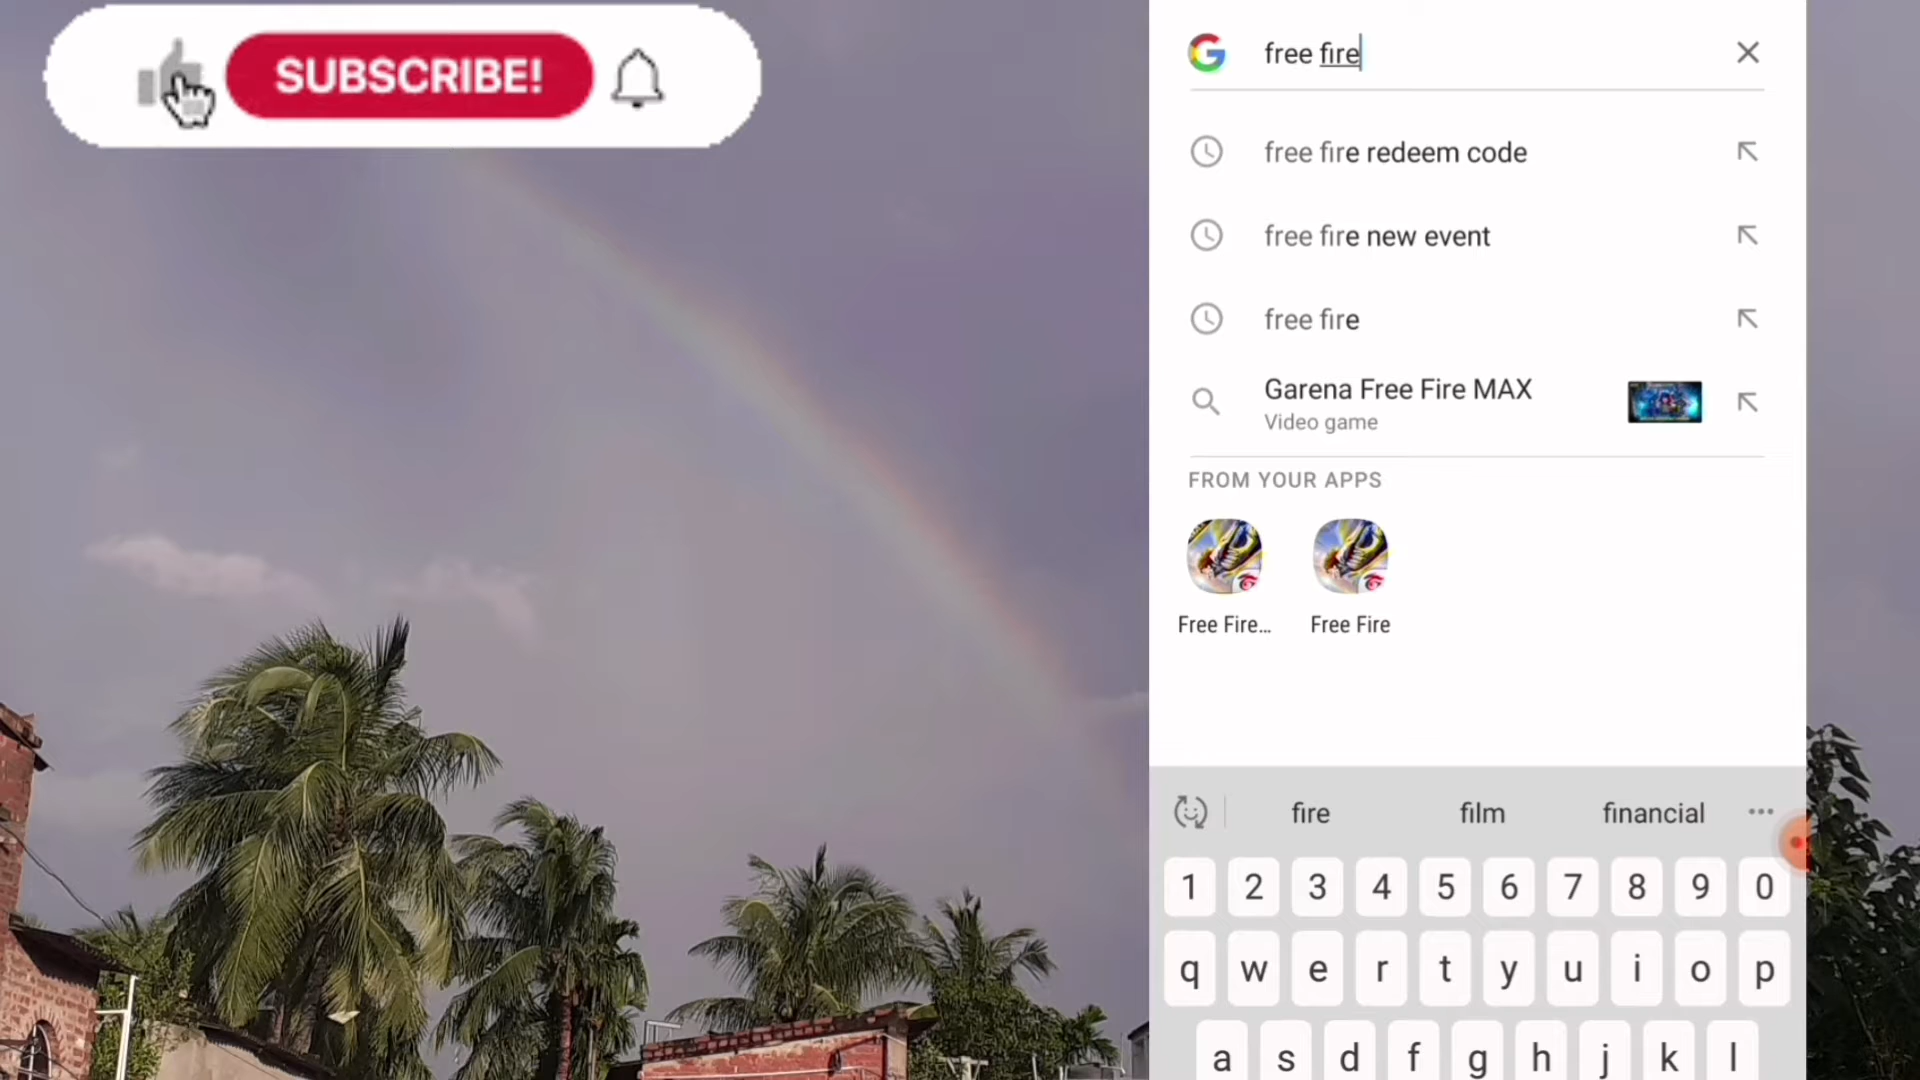 SUBSCRIBE!
free fire
free fire redeem code
free fire new event
free fire
Garena Free Fire MAX
Video game
FROM YOUR APPS
Free Fire...
Free Fire
fire film financial
1 2 3 4 5 6 7 8 9 0
q w e r t y u i o p
a s d f g h j k l